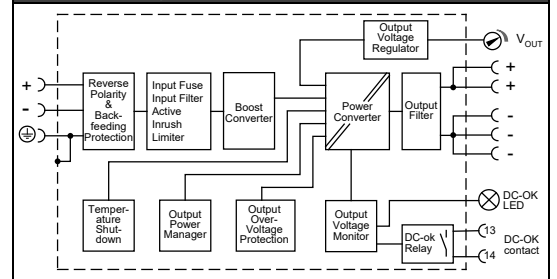 Output
Voltage
Regulator
VOUT
+
-
Reverse
Polarity
&
Back-
feeding
Protection
Input Fuse
Input Filter
Active
Inrush
Limiter
Boost
Converter
Power
Converter
Output
Filter
+
+
-
-
-
Temper-
ature
Shut-
down
Output
Power
Manager
Output
Over-
Voltage
Protection
Output
Voltage
Monitor
DC-ok
Relay
DC-OK
LED
13
14
DC-OK
contact